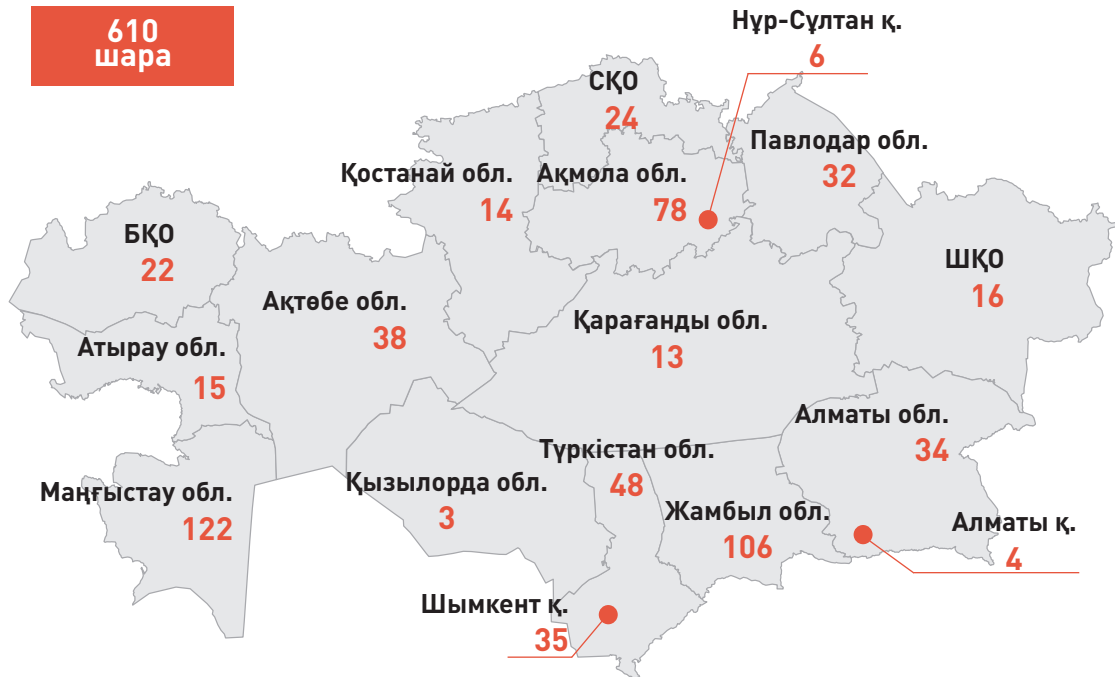 610
шара
Нұр-Сұлтан қ.
6
СҚО
24
Павлодар обл.
32
Қостанай обл.
14
Ақмола обл.
78
БҚО
22
ШҚО
16
Ақтөбе обл.
38
Қарағанды обл.
13
Атырау обл.
15
Алматы обл.
34
Түркістан обл.
48
Маңғыстау обл.
122
Қызылорда обл.
3
Жамбыл обл.
106
Алматы қ.
4
Шымкент қ.
35